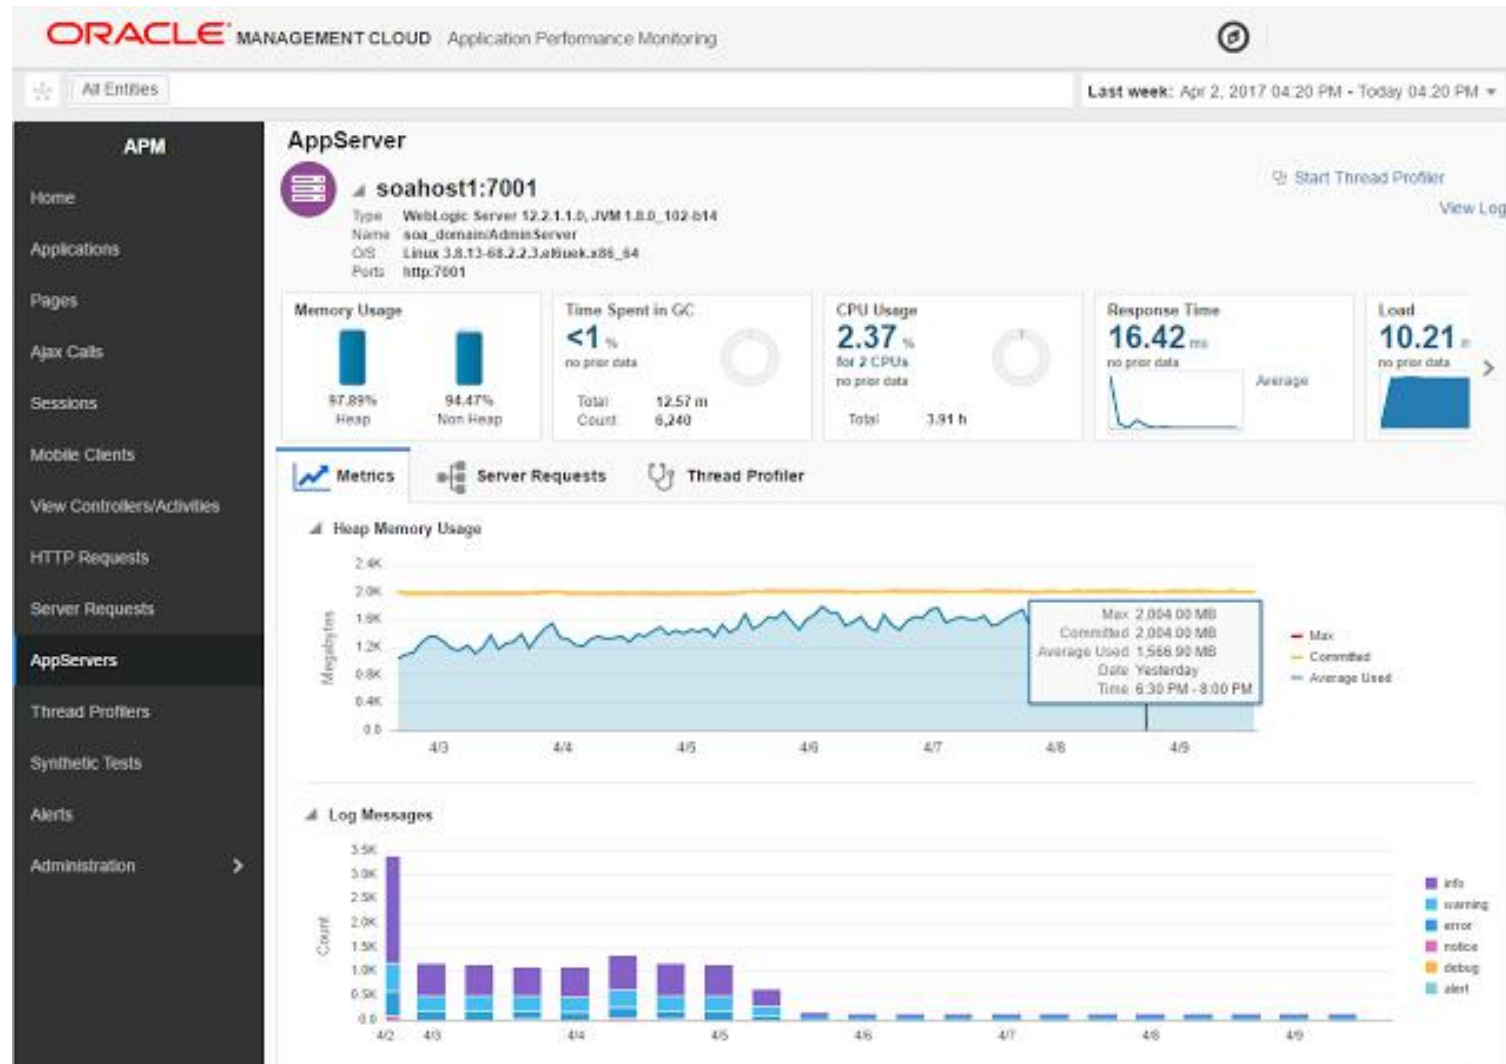 ORACLE MANAGEMENT CLOUD Application Performance Monitoring
All Entities
Last week: Apr 2, 2017 04:20 PM - Today 04:20 PM
APM
Home
Applications
Pages
Ajax Calls
Sessions
Mobile Clients
View Controllers/Activities
HTTP Requests
Server Requests
AppServers
Thread Profilers
Synthetic Tests
Alerts
Administration
AppServer
soahost1:7001
Type WebLogic Server 12.2.1.1.0, JVM 1.8.0_102-b14
Name soa_domain/AdminServer
O/S Linux 3.8.13-68.2.2.3.el6uek.x86_64
Ports http:7001
Start Thread Profiler
View Log
Memory Usage
97.89% 94.47%
Heap Non Heap
Time Spent in GC
<1 %
no prior data
Total 12.57 m
Count 6,240
CPU Usage
2.37 %
for 2 CPUs
no prior data
Total 3.91 h
Response Time
16.42 ms
no prior data
Average
Load
10.21
no prior data
Metrics Server Requests Thread Profiler
Heap Memory Usage
2.4K
2.0K
1.6K
1.2K
0.8K
0.4K
0.0
Megabytes
4/3 4/4 4/5 4/6 4/7 4/8 4/9
Max 2,004.00 MB
Committed 2,004.00 MB
Average Used 1,566.90 MB
Date Yesterday
Time 6:30 PM - 8:00 PM
Max
Committed
Average Used
Log Messages
3.5K
3.0K
2.5K
2.0K
1.5K
1.0K
0.5K
0.0
Count
4/2 4/3 4/4 4/5 4/6 4/7 4/8 4/9
info
warning
error
notice
debug
alert